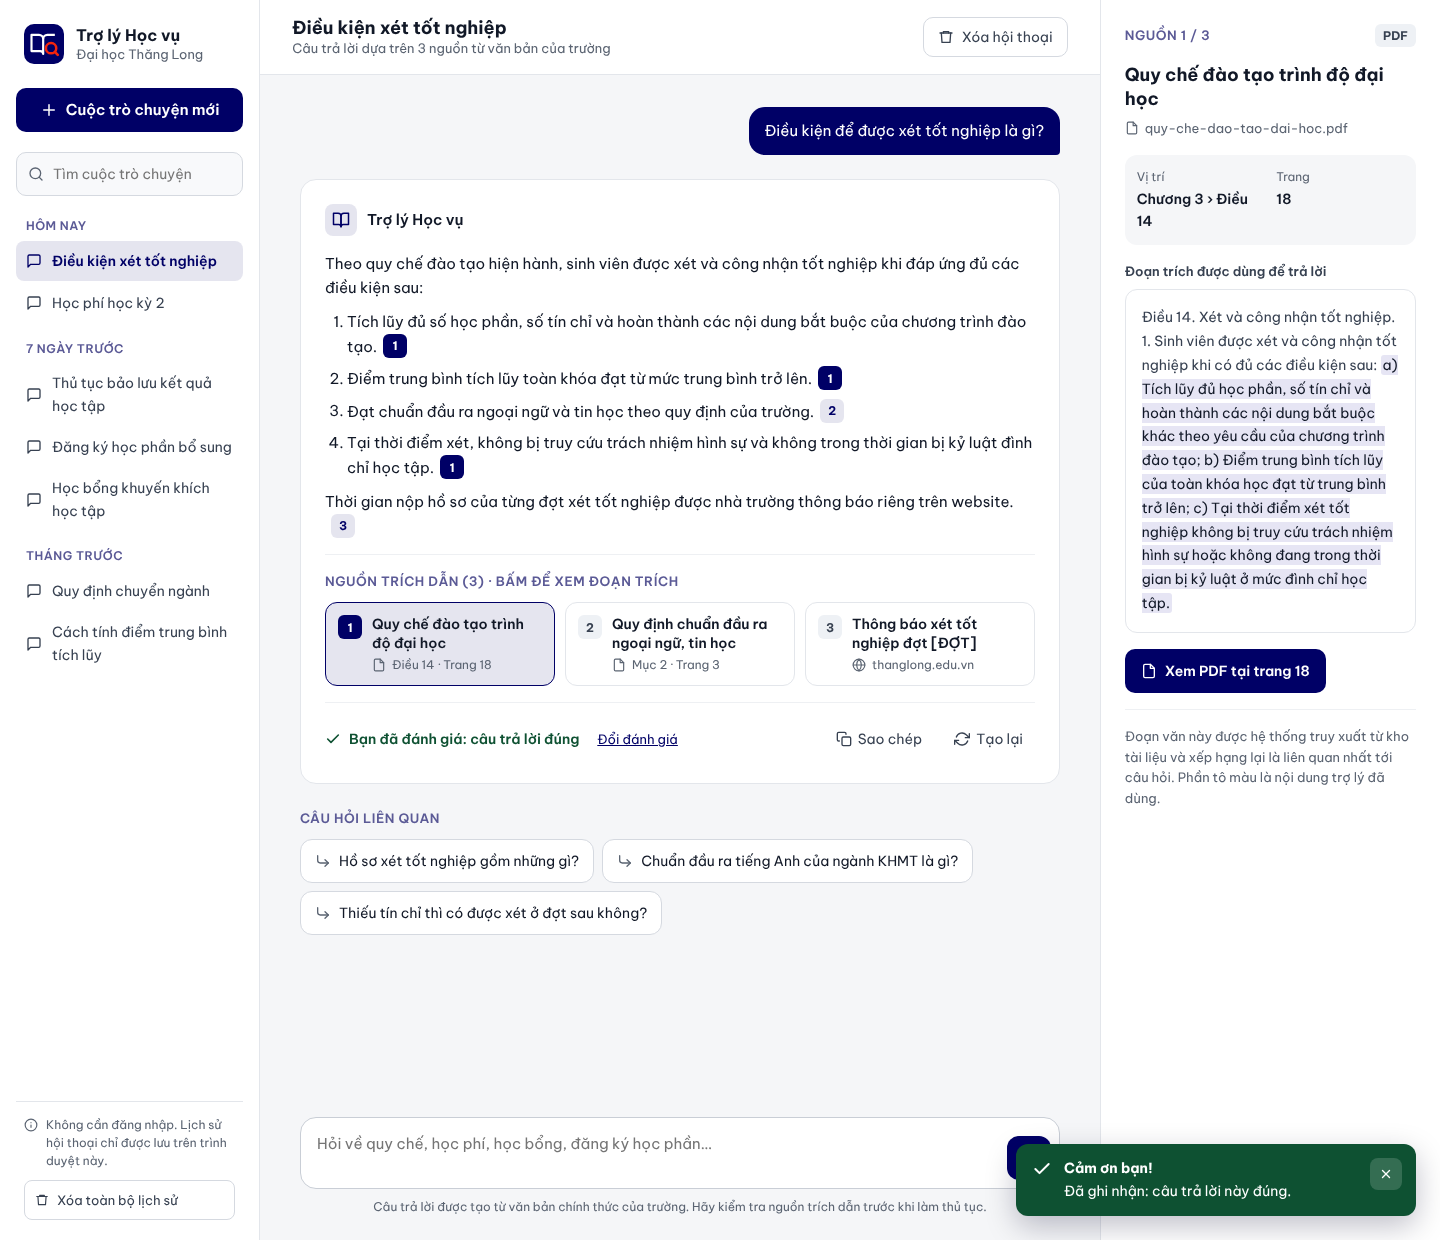 Trợ lý Học vụ
Đại học Thăng Long
Cuộc trò chuyện mới
Tìm cuộc trò chuyện
HÔM NAY
Điều kiện xét tốt nghiệp
Học phí học kỳ 2
7 NGÀY TRƯỚC
Thủ tục bảo lưu kết quả
học tập
Đăng ký học phần bổ sung
Học bổng khuyến khích
học tập
THÁNG TRƯỚC
Quy định chuyển ngành
Cách tính điểm trung bình
tích lũy
Không cần đăng nhập. Lịch sử
hội thoại chỉ được lưu trên trình
duyệt này.
Xóa toàn bộ lịch sử
Điều kiện xét tốt nghiệp
Câu trả lời dựa trên 3 nguồn từ văn bản của trường
Xóa hội thoại
Điều kiện để được xét tốt nghiệp là gì?
Trợ lý Học vụ
Theo quy chế đào tạo hiện hành, sinh viên được xét và công nhận tốt nghiệp khi đáp ứng đủ các
điều kiện sau:
1. Tích lũy đủ số học phần, số tín chỉ và hoàn thành các nội dung bắt buộc của chương trình đào
tạo. 1
2. Điểm trung bình tích lũy toàn khóa đạt từ mức trung bình trở lên. 1
3. Đạt chuẩn đầu ra ngoại ngữ và tin học theo quy định của trường. 2
4. Tại thời điểm xét, không bị truy cứu trách nhiệm hình sự và không trong thời gian bị kỷ luật đình
chỉ học tập. 1
Thời gian nộp hồ sơ của từng đợt xét tốt nghiệp được nhà trường thông báo riêng trên website.
3
NGUỒN TRÍCH DẪN (3) · BẤM ĐỂ XEM ĐOẠN TRÍCH
1 Quy chế đào tạo trình
độ đại học
Điều 14 · Trang 18
2 Quy định chuẩn đầu ra
ngoại ngữ, tin học
Mục 2 · Trang 3
3 Thông báo xét tốt
nghiệp đợt [ĐỢT]
thanglong.edu.vn
Bạn đã đánh giá: câu trả lời đúng
Đổi đánh giá
Sao chép
Tạo lại
CÂU HỎI LIÊN QUAN
Hồ sơ xét tốt nghiệp gồm những gì?
Chuẩn đầu ra tiếng Anh của ngành KHMT là gì?
Thiếu tín chỉ thì có được xét ở đợt sau không?
Hỏi về quy chế, học phí, học bổng, đăng ký học phần...
Câu trả lời được tạo từ văn bản chính thức của trường. Hãy kiểm tra nguồn trích dẫn trước khi làm thủ tục.
NGUỒN 1 / 3
PDF
Quy chế đào tạo trình độ đại
học
quy-che-dao-tao-dai-hoc.pdf
Vị trí
Chương 3 › Điều
14
Trang
18
Đoạn trích được dùng để trả lời
Điều 14. Xét và công nhận tốt nghiệp.
1. Sinh viên được xét và công nhận tốt
nghiệp khi có đủ các điều kiện sau: a)
Tích lũy đủ học phần, số tín chỉ và
hoàn thành các nội dung bắt buộc
khác theo yêu cầu của chương trình
đào tạo; b) Điểm trung bình tích lũy
của toàn khóa học đạt từ trung bình
trở lên; c) Tại thời điểm xét tốt
nghiệp không bị truy cứu trách nhiệm
hình sự hoặc không đang trong thời
gian bị kỷ luật ở mức đình chỉ học
tập.
Xem PDF tại trang 18
Đoạn văn này được hệ thống truy xuất từ kho
tài liệu và xếp hạng lại là liên quan nhất tới
câu hỏi. Phần tô màu là nội dung trợ lý đã
dùng.
Cảm ơn bạn!
Đã ghi nhận: câu trả lời này đúng.